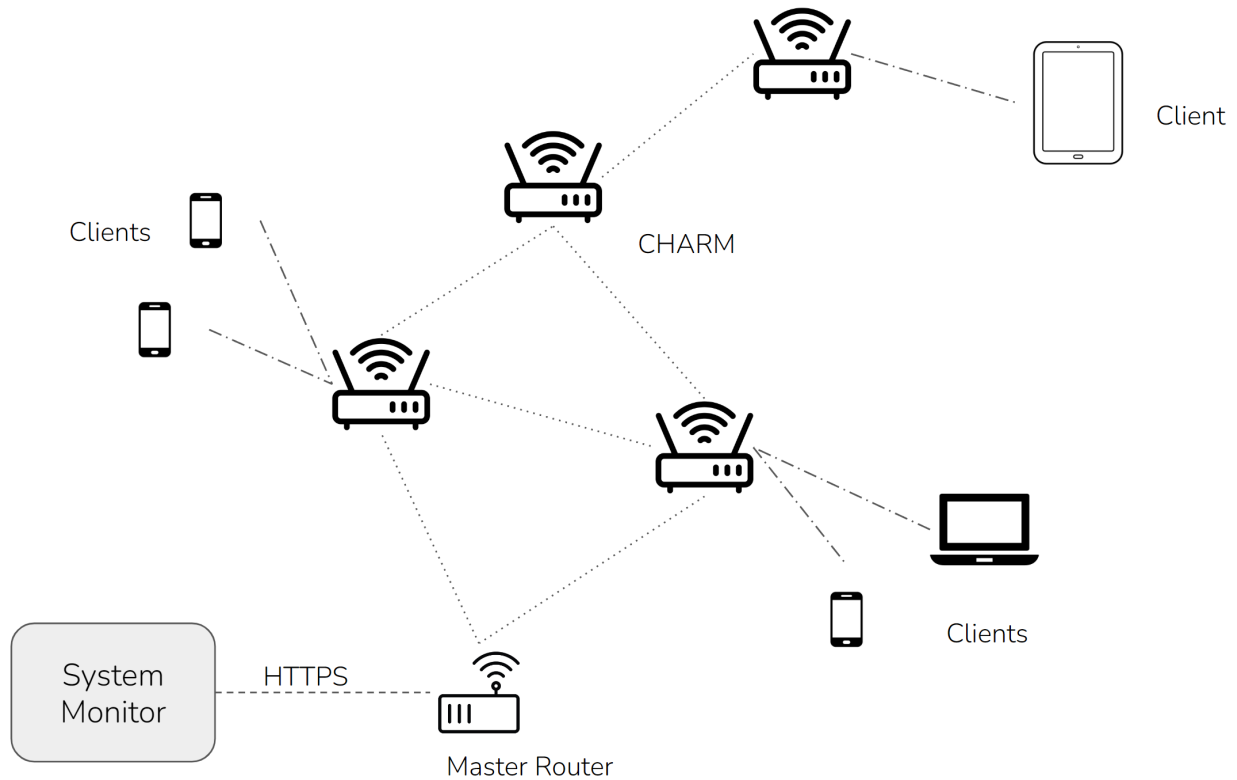 Client
Clients
CHARM
Clients
System
Monitor
HTTPS
Master Router